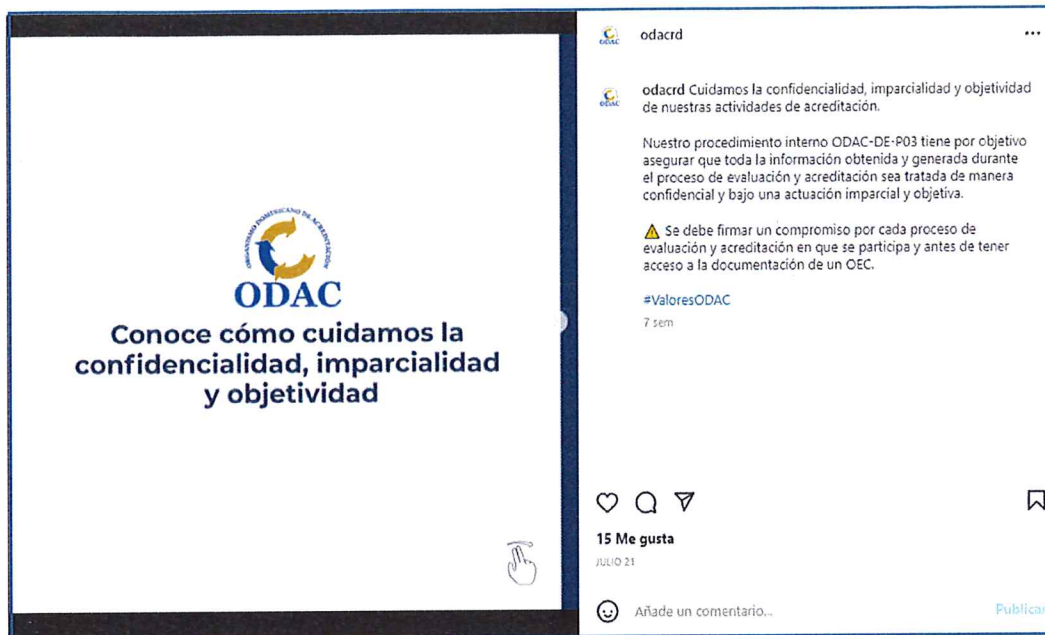 ORGANISMO DOMINICANO DE ACREDITACIÓN
ODAC
Conoce cómo cuidamos la
confidencialidad, imparcialidad
y objetividad
ODAC
odacrd
ODAC
odacrd Cuidamos la confidencialidad, imparcialidad y objetividad
de nuestras actividades de acreditación.
Nuestro procedimiento interno ODAC-DE-P03 tiene por objetivo
asegurar que toda la información obtenida y generada durante
el proceso de evaluación y acreditación sea tratada de manera
confidencial y bajo una actuación imparcial y objetiva.
⚠ Se debe firmar un compromiso por cada proceso de
evaluación y acreditación en que se participa y antes de tener
acceso a la documentación de un OEC.
#ValoresODAC
7 sem
15 Me gusta
JULIO 21
Añade un comentario...
Publicar